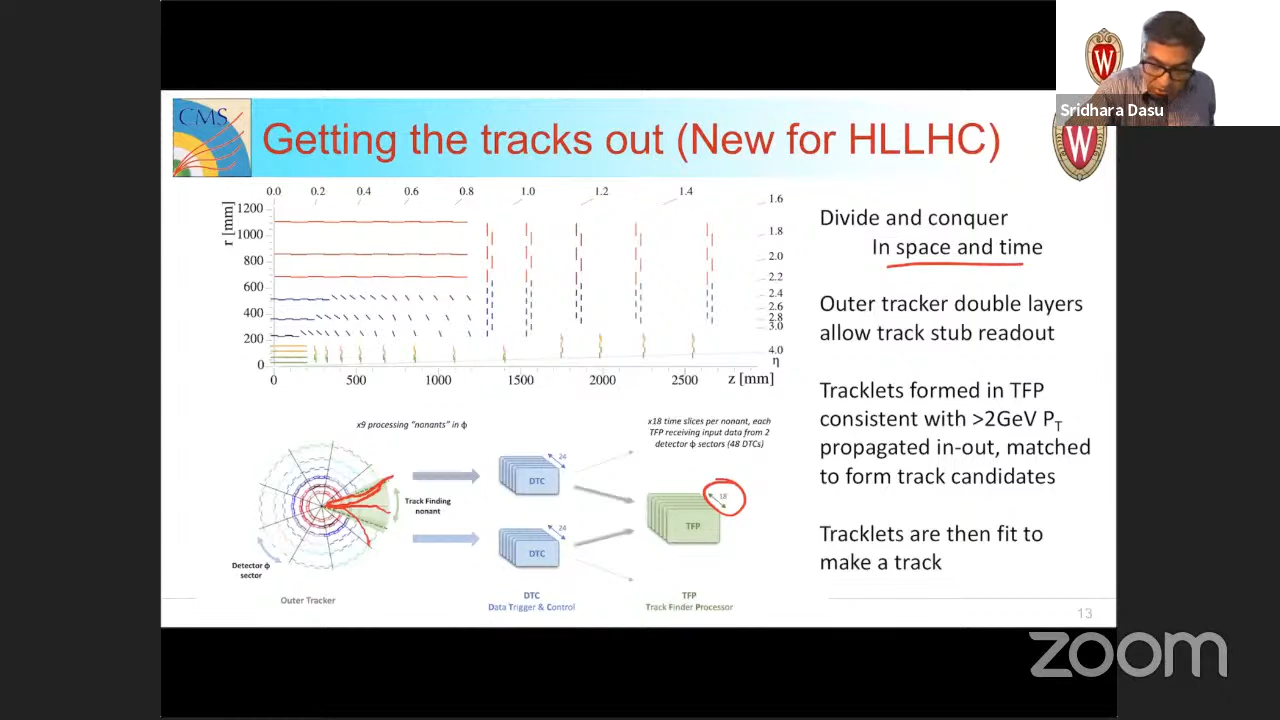 W
Sridhara Dasu
CMS
Getting the tracks out (New for HLLHC)
W
0.0 0.2 0.4 0.6 0.8 1.0 1.2 1.4 1.6
r [mm]
1200
1000
800
600
400
200
0
1.8
2.0
2.2
2.4
2.6
2.8
3.0
4.0
η
0 500 1000 1500 2000 2500 z [mm]
Divide and conquer
In space and time
Outer tracker double layers
allow track stub readout
Tracklets formed in TFP
consistent with >2GeV PT
propagated in-out, matched
to form track candidates
Tracklets are then fit to
make a track
x9 processing "nonants" in ϕ
x18 time slices per nonant, each
TFP receiving input data from 2
detector ϕ sectors (48 DTCs)
Track Finding
nonant
Detector ϕ
sector
Outer Tracker
24
DTC
24
DTC
18
TFP
DTC
Data Trigger & Control
TFP
Track Finder Processor
13
zoom